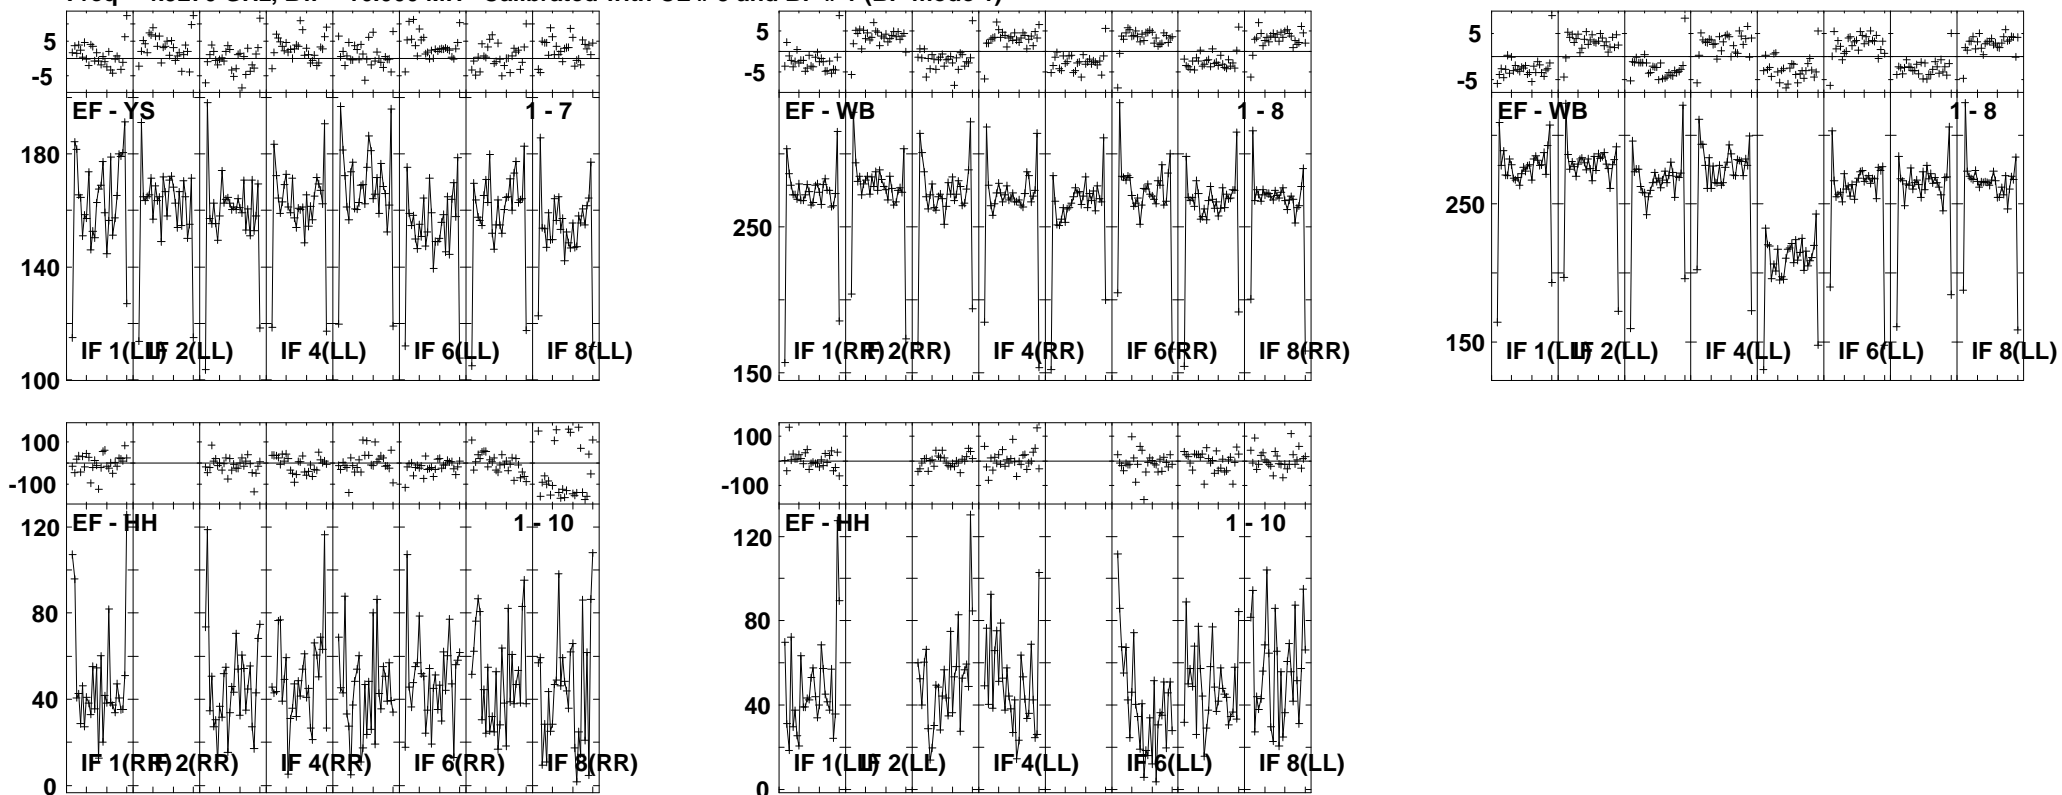 5
-5
EF - YS
1 - 7
180
140
100
IF 1(LL)
IF 2(LL)
IF 4(LL)
IF 6(LL)
IF 8(LL)
5
-5
EF - WB
1 - 8
250
150
IF 1(RR)
IF 2(RR)
IF 4(RR)
IF 6(RR)
IF 8(RR)
5
-5
EF - WB
1 - 8
250
150
IF 1(LL)
IF 2(LL)
IF 4(LL)
IF 6(LL)
IF 8(LL)
100
-100
EF - HH
1 - 10
120
80
40
0
IF 1(RR)
IF 2(RR)
IF 4(RR)
IF 6(RR)
IF 8(RR)
100
-100
EF - HH
1 - 10
120
80
40
0
IF 1(LL)
IF 2(LL)
IF 4(LL)
IF 6(LL)
IF 8(LL)